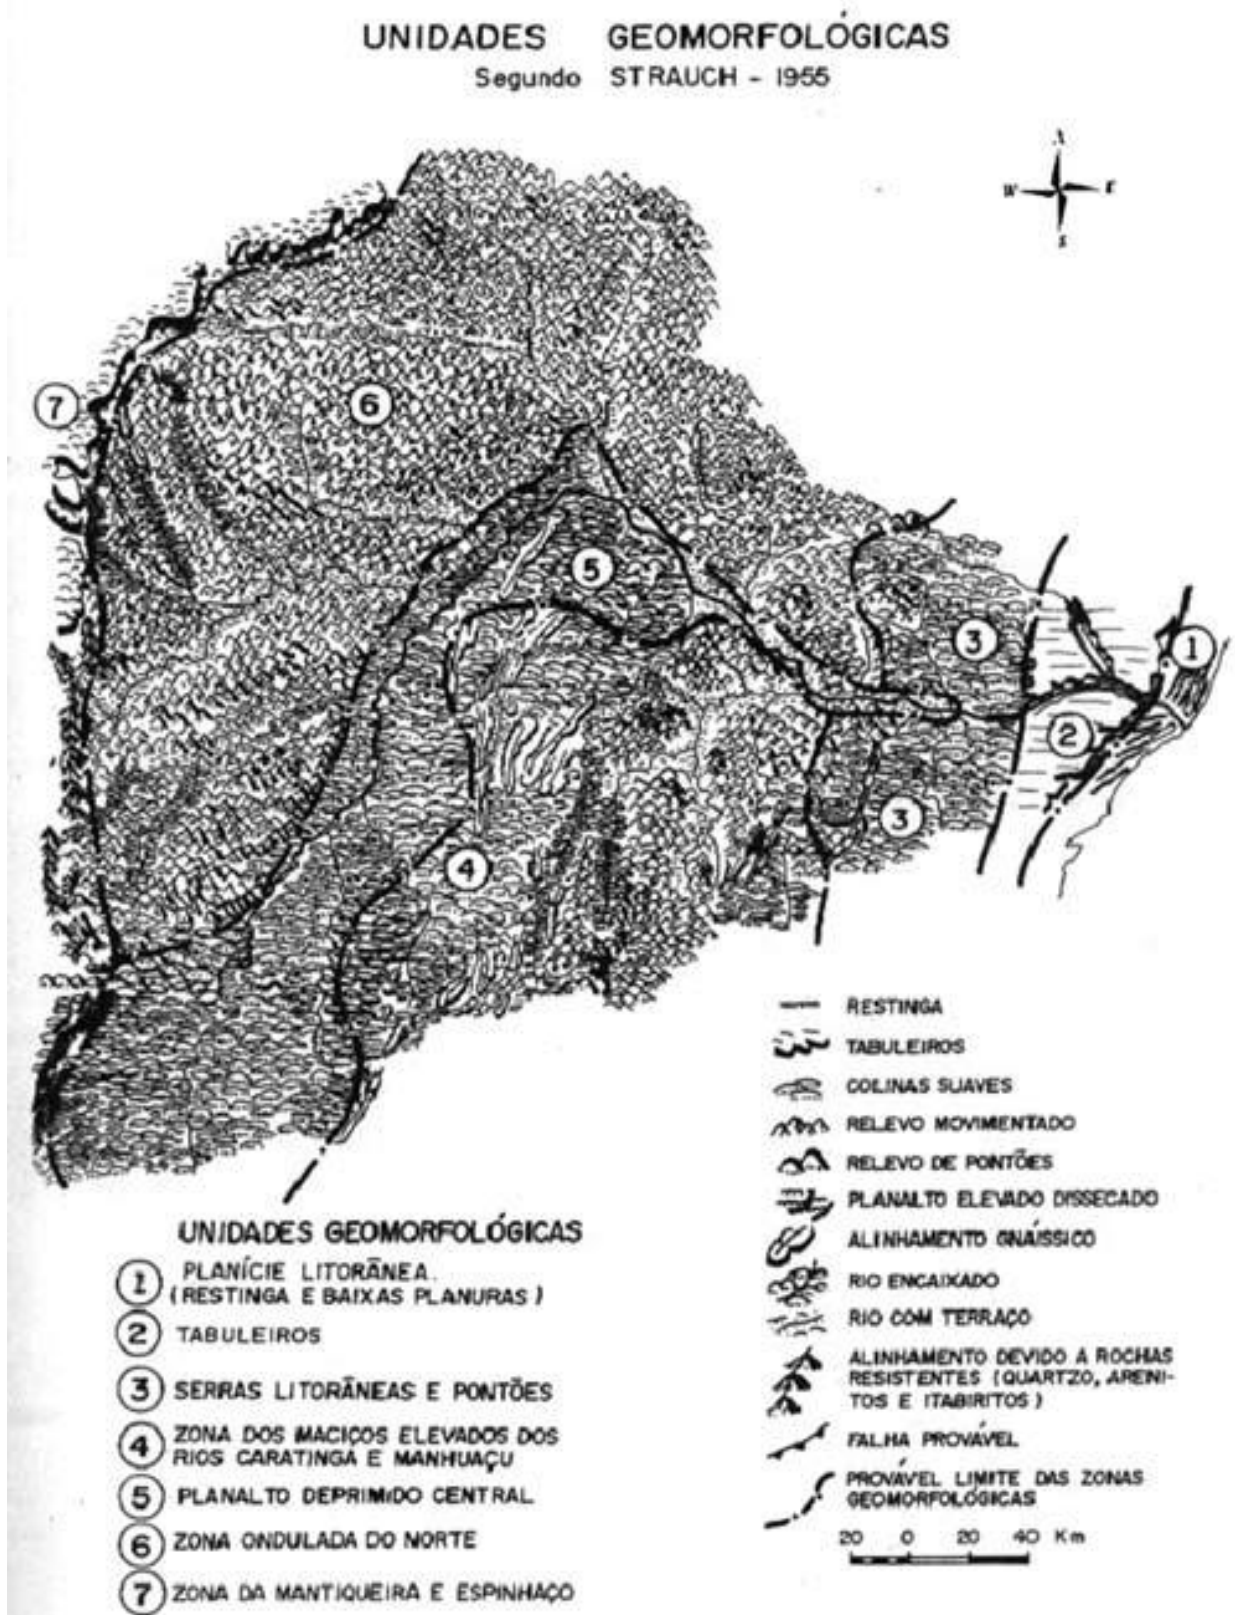 UNIDADES GEOMORFOLÓGICAS
Segundo STRAUCH - 1955
N
W E
S
7
6
5
3
1
2
3
4
RESTINGA
TABULEIROS
COLINAS SUAVES
RELEVO MOVIMENTADO
RELEVO DE PONTÕES
PLANALTO ELEVADO DISSECADO
ALINHAMENTO GNÁISSICO
RIO ENCAIXADO
RIO COM TERRAÇO
ALINHAMENTO DEVIDO A ROCHAS
RESISTENTES (QUARTZO, ARENI-
TOS E ITABIRITOS)
FALHA PROVÁVEL
PROVÁVEL LIMITE DAS ZONAS
GEOMORFOLÓGICAS
20 0 20 40 Km
UNIDADES GEOMORFOLÓGICAS
1 PLANÍCIE LITORÂNEA.
(RESTINGA E BAIXAS PLANURAS)
2 TABULEIROS
3 SERRAS LITORÂNEAS E PONTÕES
4 ZONA DOS MACIÇOS ELEVADOS DOS
RIOS CARATINGA E MANHUAÇU
5 PLANALTO DEPRIMIDO CENTRAL
6 ZONA ONDULADA DO NORTE
7 ZONA DA MANTIQUEIRA E ESPINHAÇO